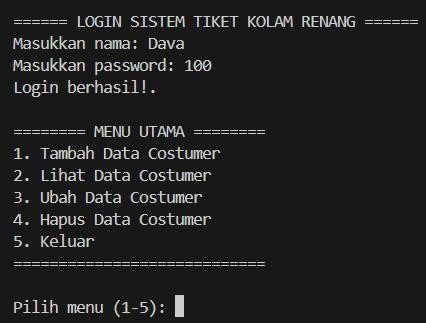 ====== LOGIN SISTEM TIKET KOLAM RENANG ======
Masukkan nama: Dava
Masukkan password: 100
Login berhasil!.
======== MENU UTAMA ========
1. Tambah Data Costumer
2. Lihat Data Costumer
3. Ubah Data Costumer
4. Hapus Data Costumer
5. Keluar
============================
Pilih menu (1-5):